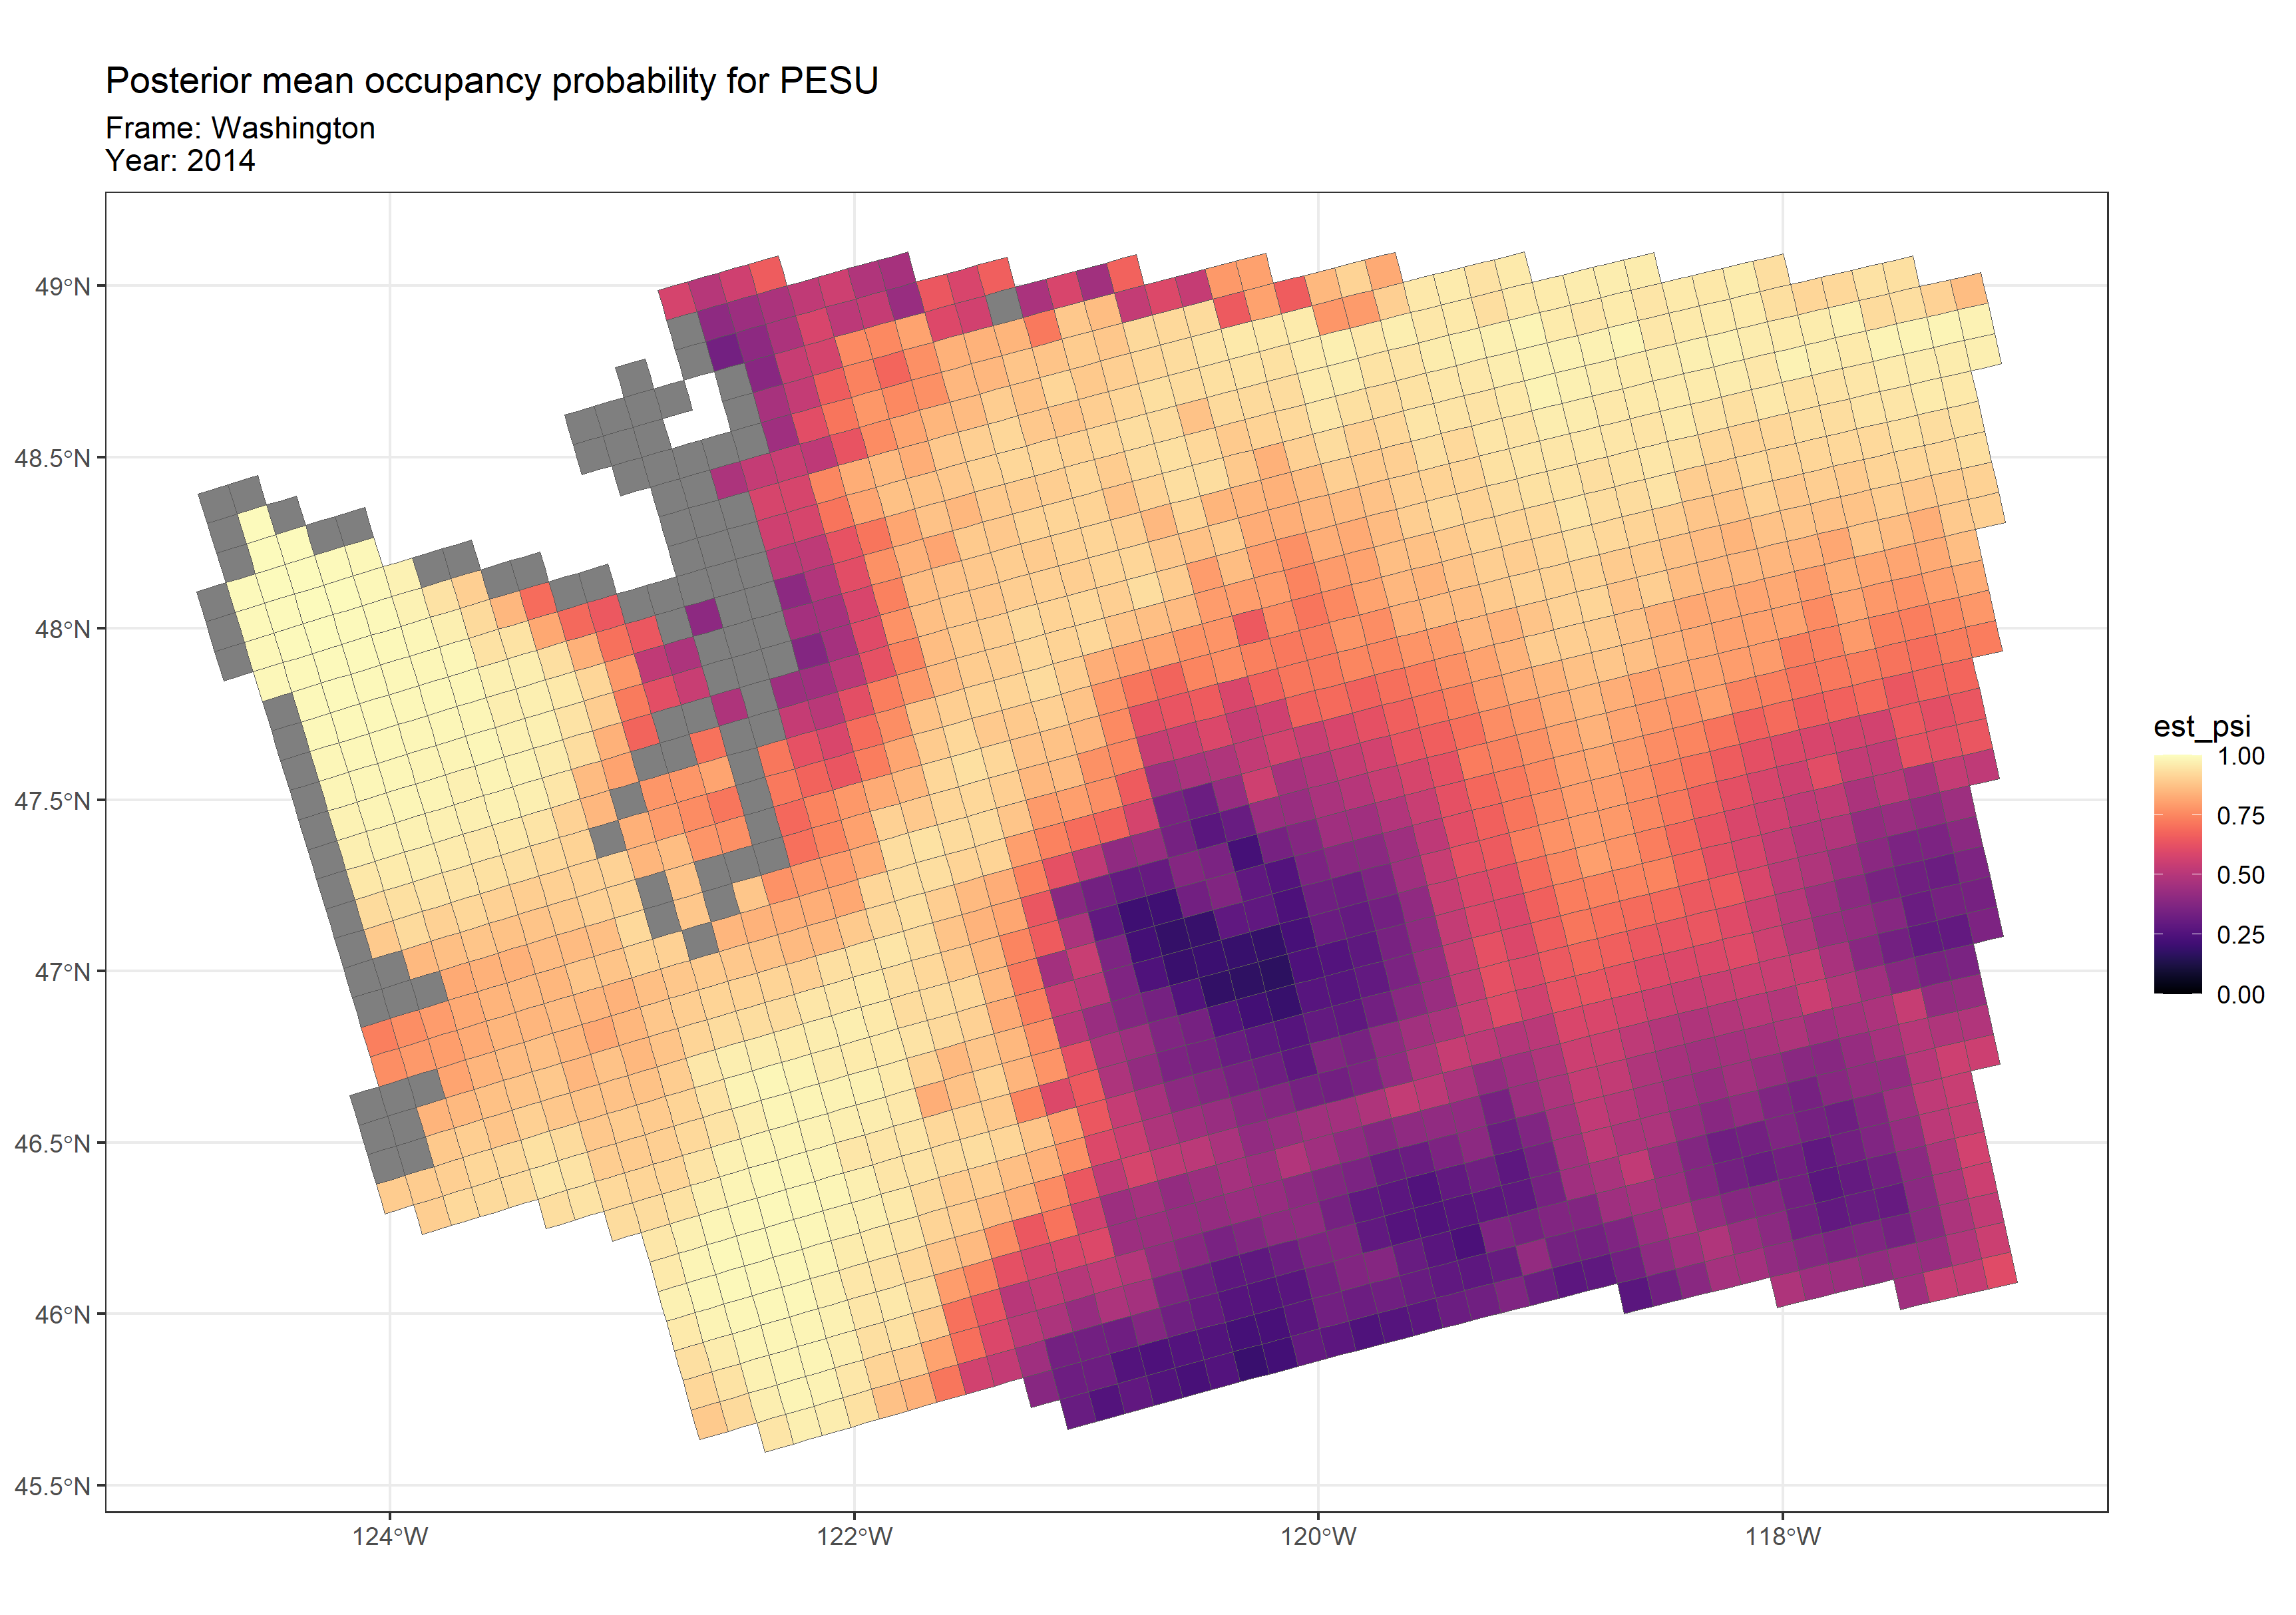 Posterior mean occupancy probability for PESU
Frame: Washington
Year: 2014
49°N
48.5°N
48°N
47.5°N
47°N
46.5°N
46°N
45.5°N
124°W
122°W
120°W
118°W
est_psi
1.00
0.75
0.50
0.25
0.00